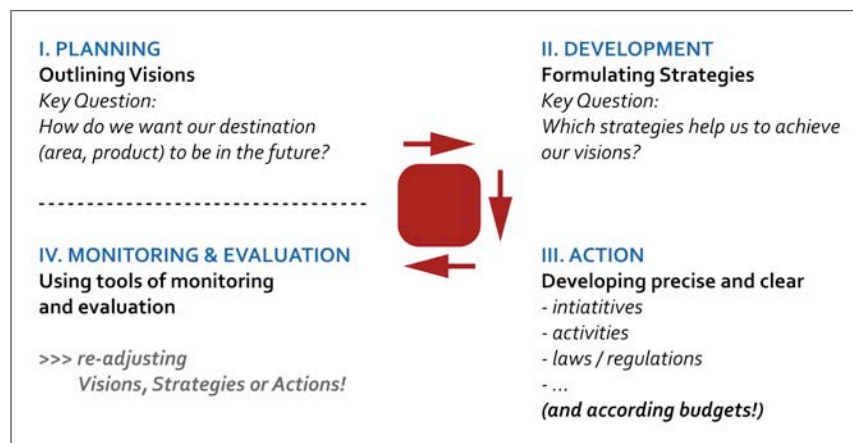 I. PLANNING
Outlining Visions
Key Question:
How do we want our destination
(area, product) to be in the future?
II. DEVELOPMENT
Formulating Strategies
Key Question:
Which strategies help us to achieve
our visions?
IV. MONITORING & EVALUATION
Using tools of monitoring
and evaluation
>>> re-adjusting
Visions, Strategies or Actions!
III. ACTION
Developing precise and clear
- intiatitives
- activities
- laws / regulations
- ...
(and according budgets!)